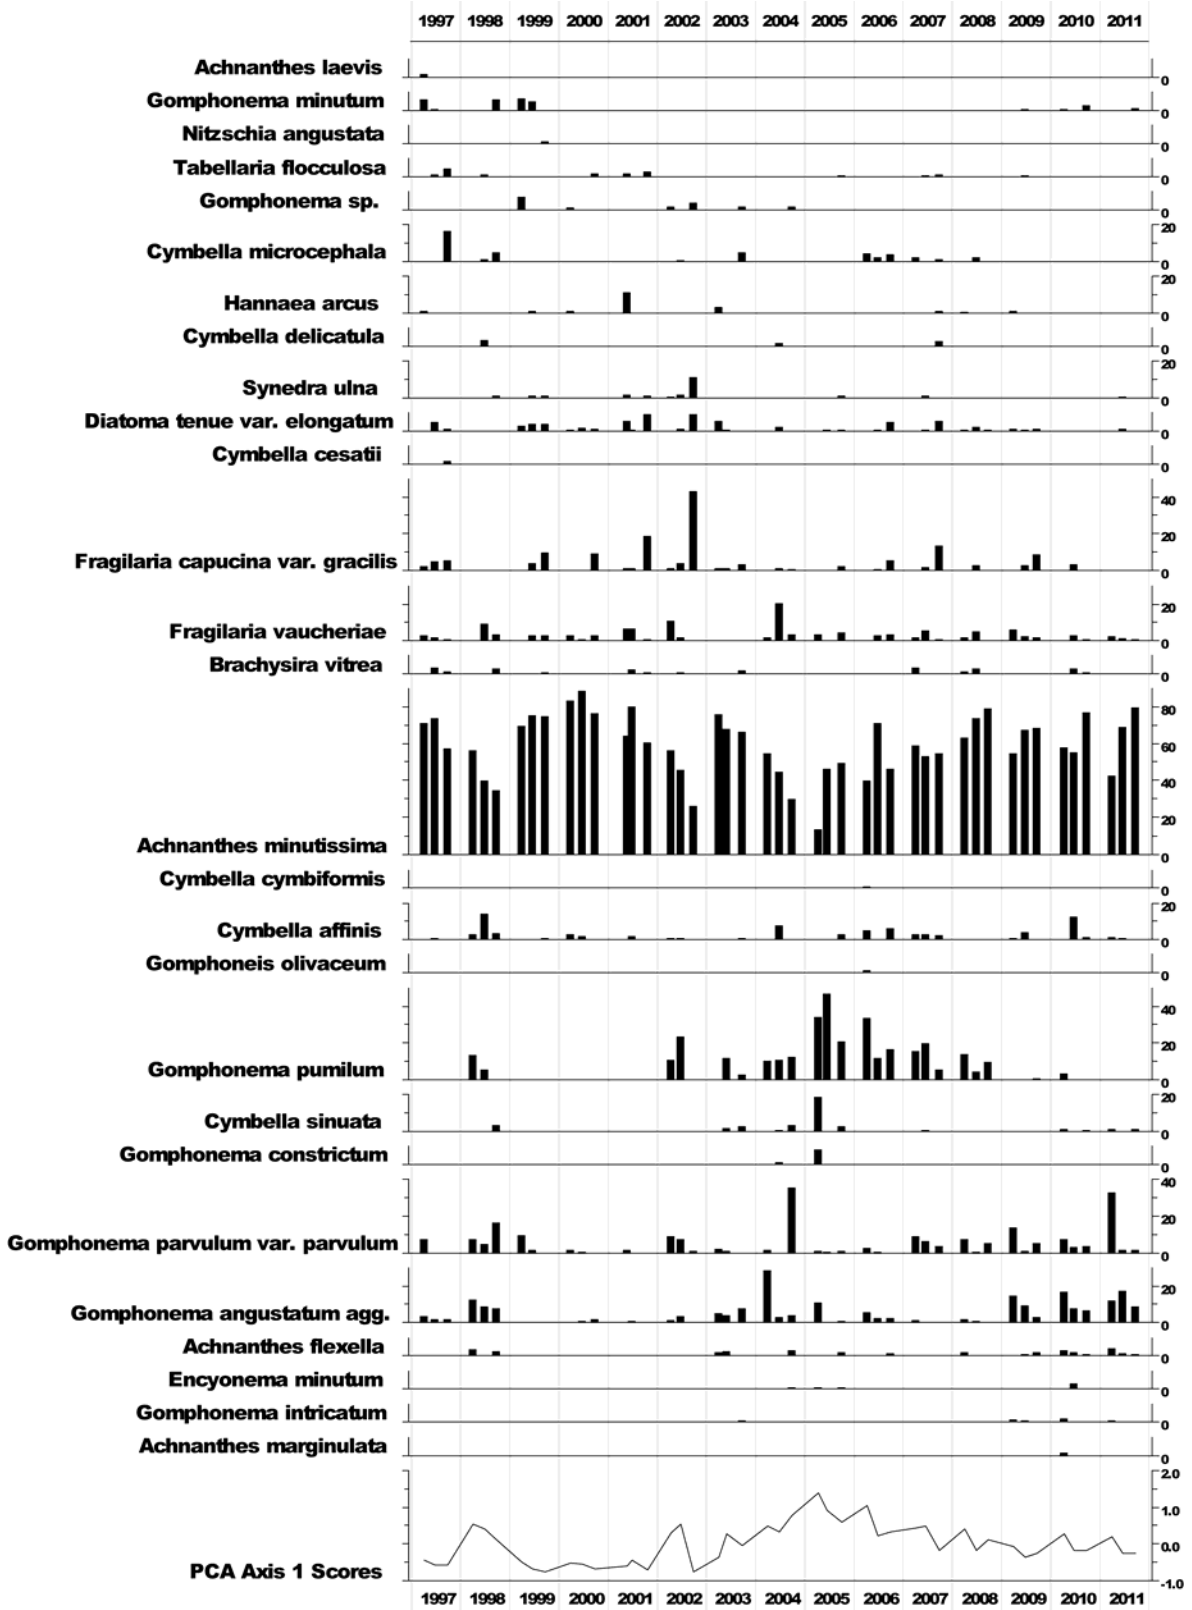 1997 1998 1999 2000 2001 2002 2003 2004 2005 2006 2007 2008 2009 2010 2011
Achnanthes laevis 0
Gomphonema minutum 0
Nitzschia angustata 0
Tabellaria flocculosa 0
Gomphonema sp. 0
20
Cymbella microcephala 0
20
Hannaea arcus 0
Cymbella delicatula 0
20
Synedra ulna 0
Diatoma tenue var. elongatum 0
Cymbella cesatii 0
40
20
Fragilaria capucina var. gracilis 0
20
Fragilaria vaucheriae 0
Brachysira vitrea 0
80
60
40
20
Achnanthes minutissima 0
Cymbella cymbiformis 0
20
Cymbella affinis 0
Gomphoneis olivaceum 0
40
20
Gomphonema pumilum 0
20
Cymbella sinuata 0
Gomphonema constrictum 0
40
20
Gomphonema parvulum var. parvulum 0
20
Gomphonema angustatum agg. 0
Achnanthes flexella 0
Encyonema minutum 0
Gomphonema intricatum 0
Achnanthes marginulata 0
2.0
1.0
0.0
PCA Axis 1 Scores -1.0
1997 1998 1999 2000 2001 2002 2003 2004 2005 2006 2007 2008 2009 2010 2011